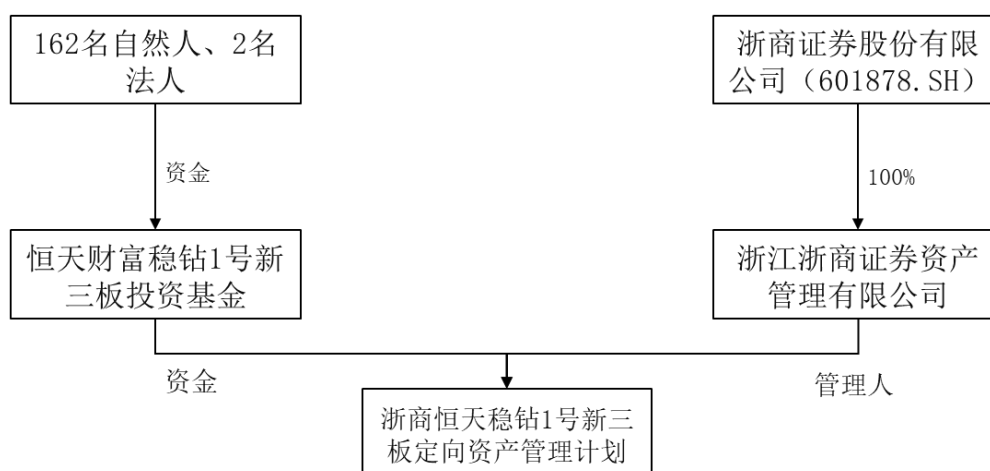 162名自然人、2名
法人
浙商证券股份有限
公司（601878.SH）
资金
100%
恒天财富稳钻1号新
三板投资基金
浙江浙商证券资产
管理有限公司
资金
管理人
浙商恒天稳钻1号新三
板定向资产管理计划